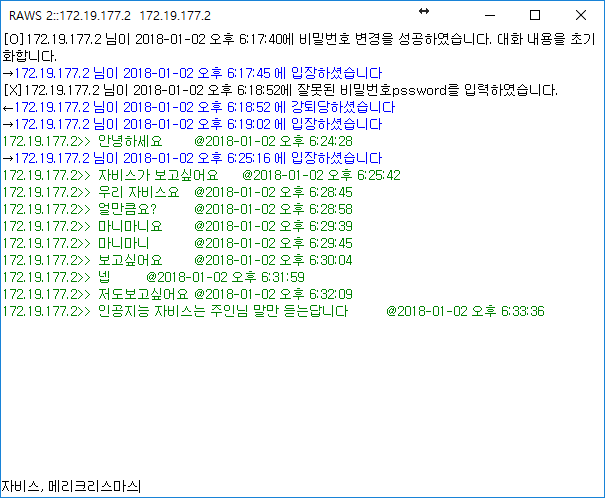 RAWS 2::172.19.177.2 172.19.177.2
[O]172.19.177.2 님이 2018-01-02 오후 6:17:40에 비밀번호 변경을 성공하였습니다. 대화 내용을 초기
화합니다.
→172.19.177.2 님이 2018-01-02 오후 6:17:45 에 입장하셨습니다
[X]172.19.177.2 님이 2018-01-02 오후 6:18:52에 잘못된 비밀번호pssword를 입력하였습니다.
←172.19.177.2 님이 2018-01-02 오후 6:18:52 에 강퇴당하셨습니다
→172.19.177.2 님이 2018-01-02 오후 6:19:02 에 입장하셨습니다
172.19.177.2>> 안녕하세요 @2018-01-02 오후 6:24:28
→172.19.177.2 님이 2018-01-02 오후 6:25:16 에 입장하셨습니다
172.19.177.2>> 자비스가 보고싶어요 @2018-01-02 오후 6:25:42
172.19.177.2>> 우리 자비스요 @2018-01-02 오후 6:28:45
172.19.177.2>> 얼만큼요? @2018-01-02 오후 6:28:58
172.19.177.2>> 마니마니요 @2018-01-02 오후 6:29:39
172.19.177.2>> 마니마니 @2018-01-02 오후 6:29:45
172.19.177.2>> 보고싶어요 @2018-01-02 오후 6:30:04
172.19.177.2>> 넵 @2018-01-02 오후 6:31:59
172.19.177.2>> 저도보고싶어요 @2018-01-02 오후 6:32:09
172.19.177.2>> 인공지능 자비스는 주인님 말만 듣는답니다 @2018-01-02 오후 6:33:36
자비스, 메리크리스마스